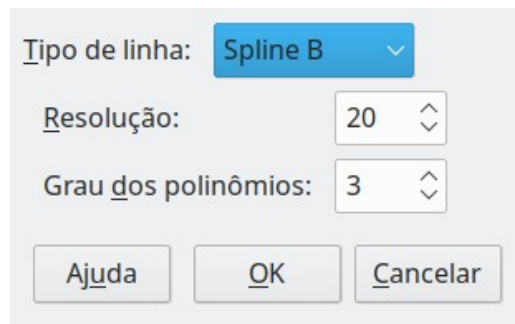 Tipo de linha: Spline B
Resolução: 20
Grau dos polinômios: 3
Ajuda OK Cancelar